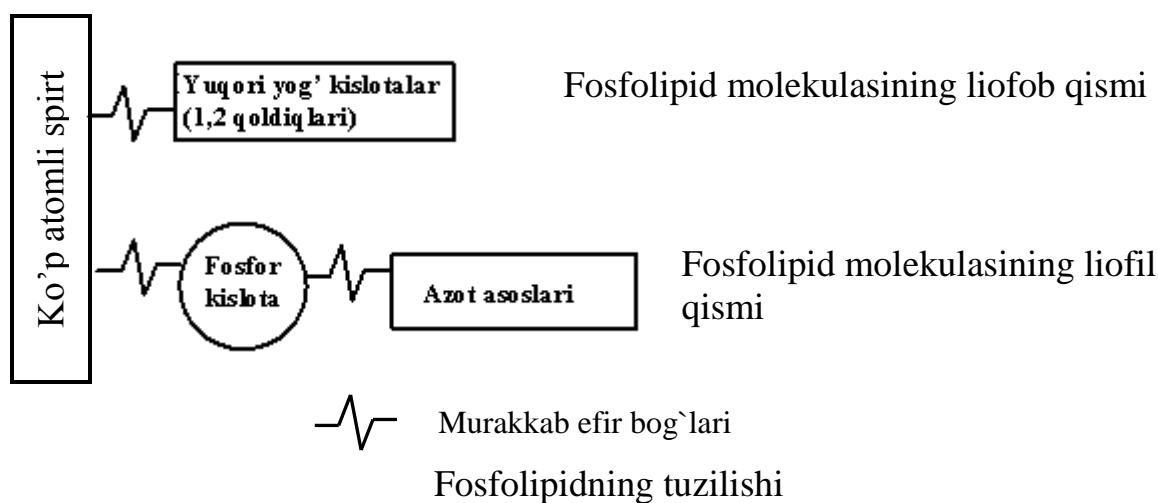 Ko’p atomli spirt
Yuqori yog’ kislotalar
(1,2 qoldiqlari)
Fosfolipid molekulasining liofob qismi
Fosfor
kislota
Azot asoslari
Fosfolipid molekulasining liofil
qismi
Murakkab efir bog`lari
Fosfolipidning tuzilishi